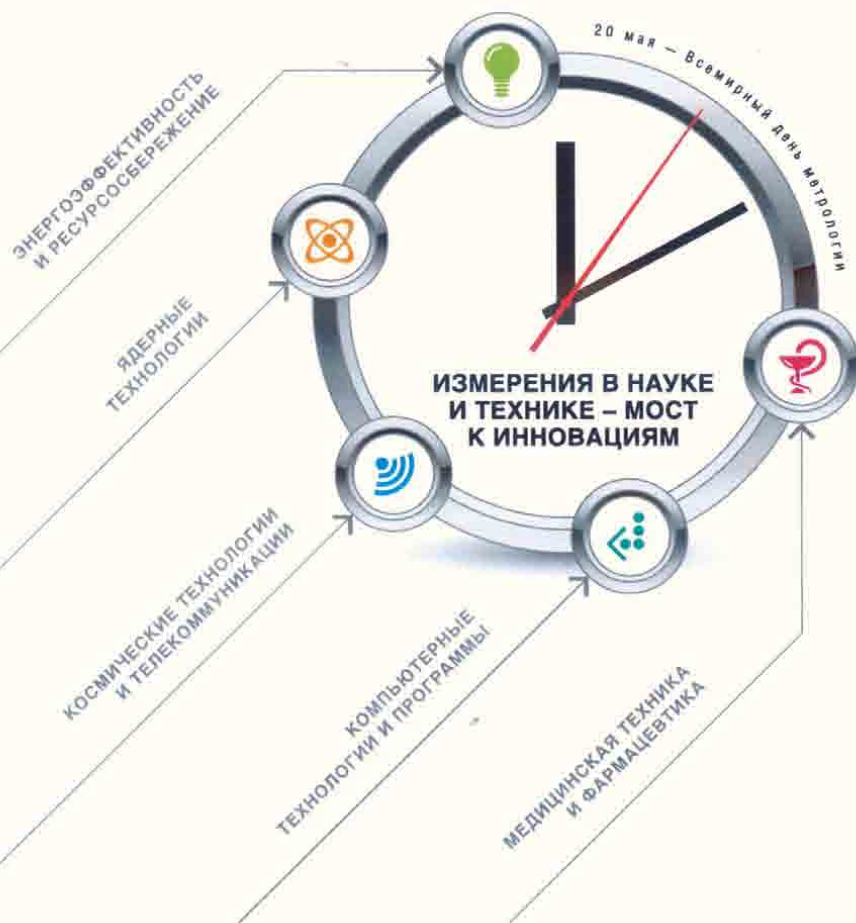 20 мая – Всемирный день метрологии
ЭНЕРГОЭФФЕКТИВНОСТЬ
И РЕСУРСОСБЕРЕЖЕНИЕ
ЯДЕРНЫЕ
ТЕХНОЛОГИИ
ИЗМЕРЕНИЯ В НАУКЕ
И ТЕХНИКЕ – МОСТ
К ИННОВАЦИЯМ
КОСМИЧЕСКИЕ ТЕХНОЛОГИИ
И ТЕЛЕКОММУНИКАЦИИ
КОМПЬЮТЕРНЫЕ
ТЕХНОЛОГИИ И ПРОГРАММЫ
МЕДИЦИНСКАЯ ТЕХНИКА
И ФАРМАЦЕВТИКА